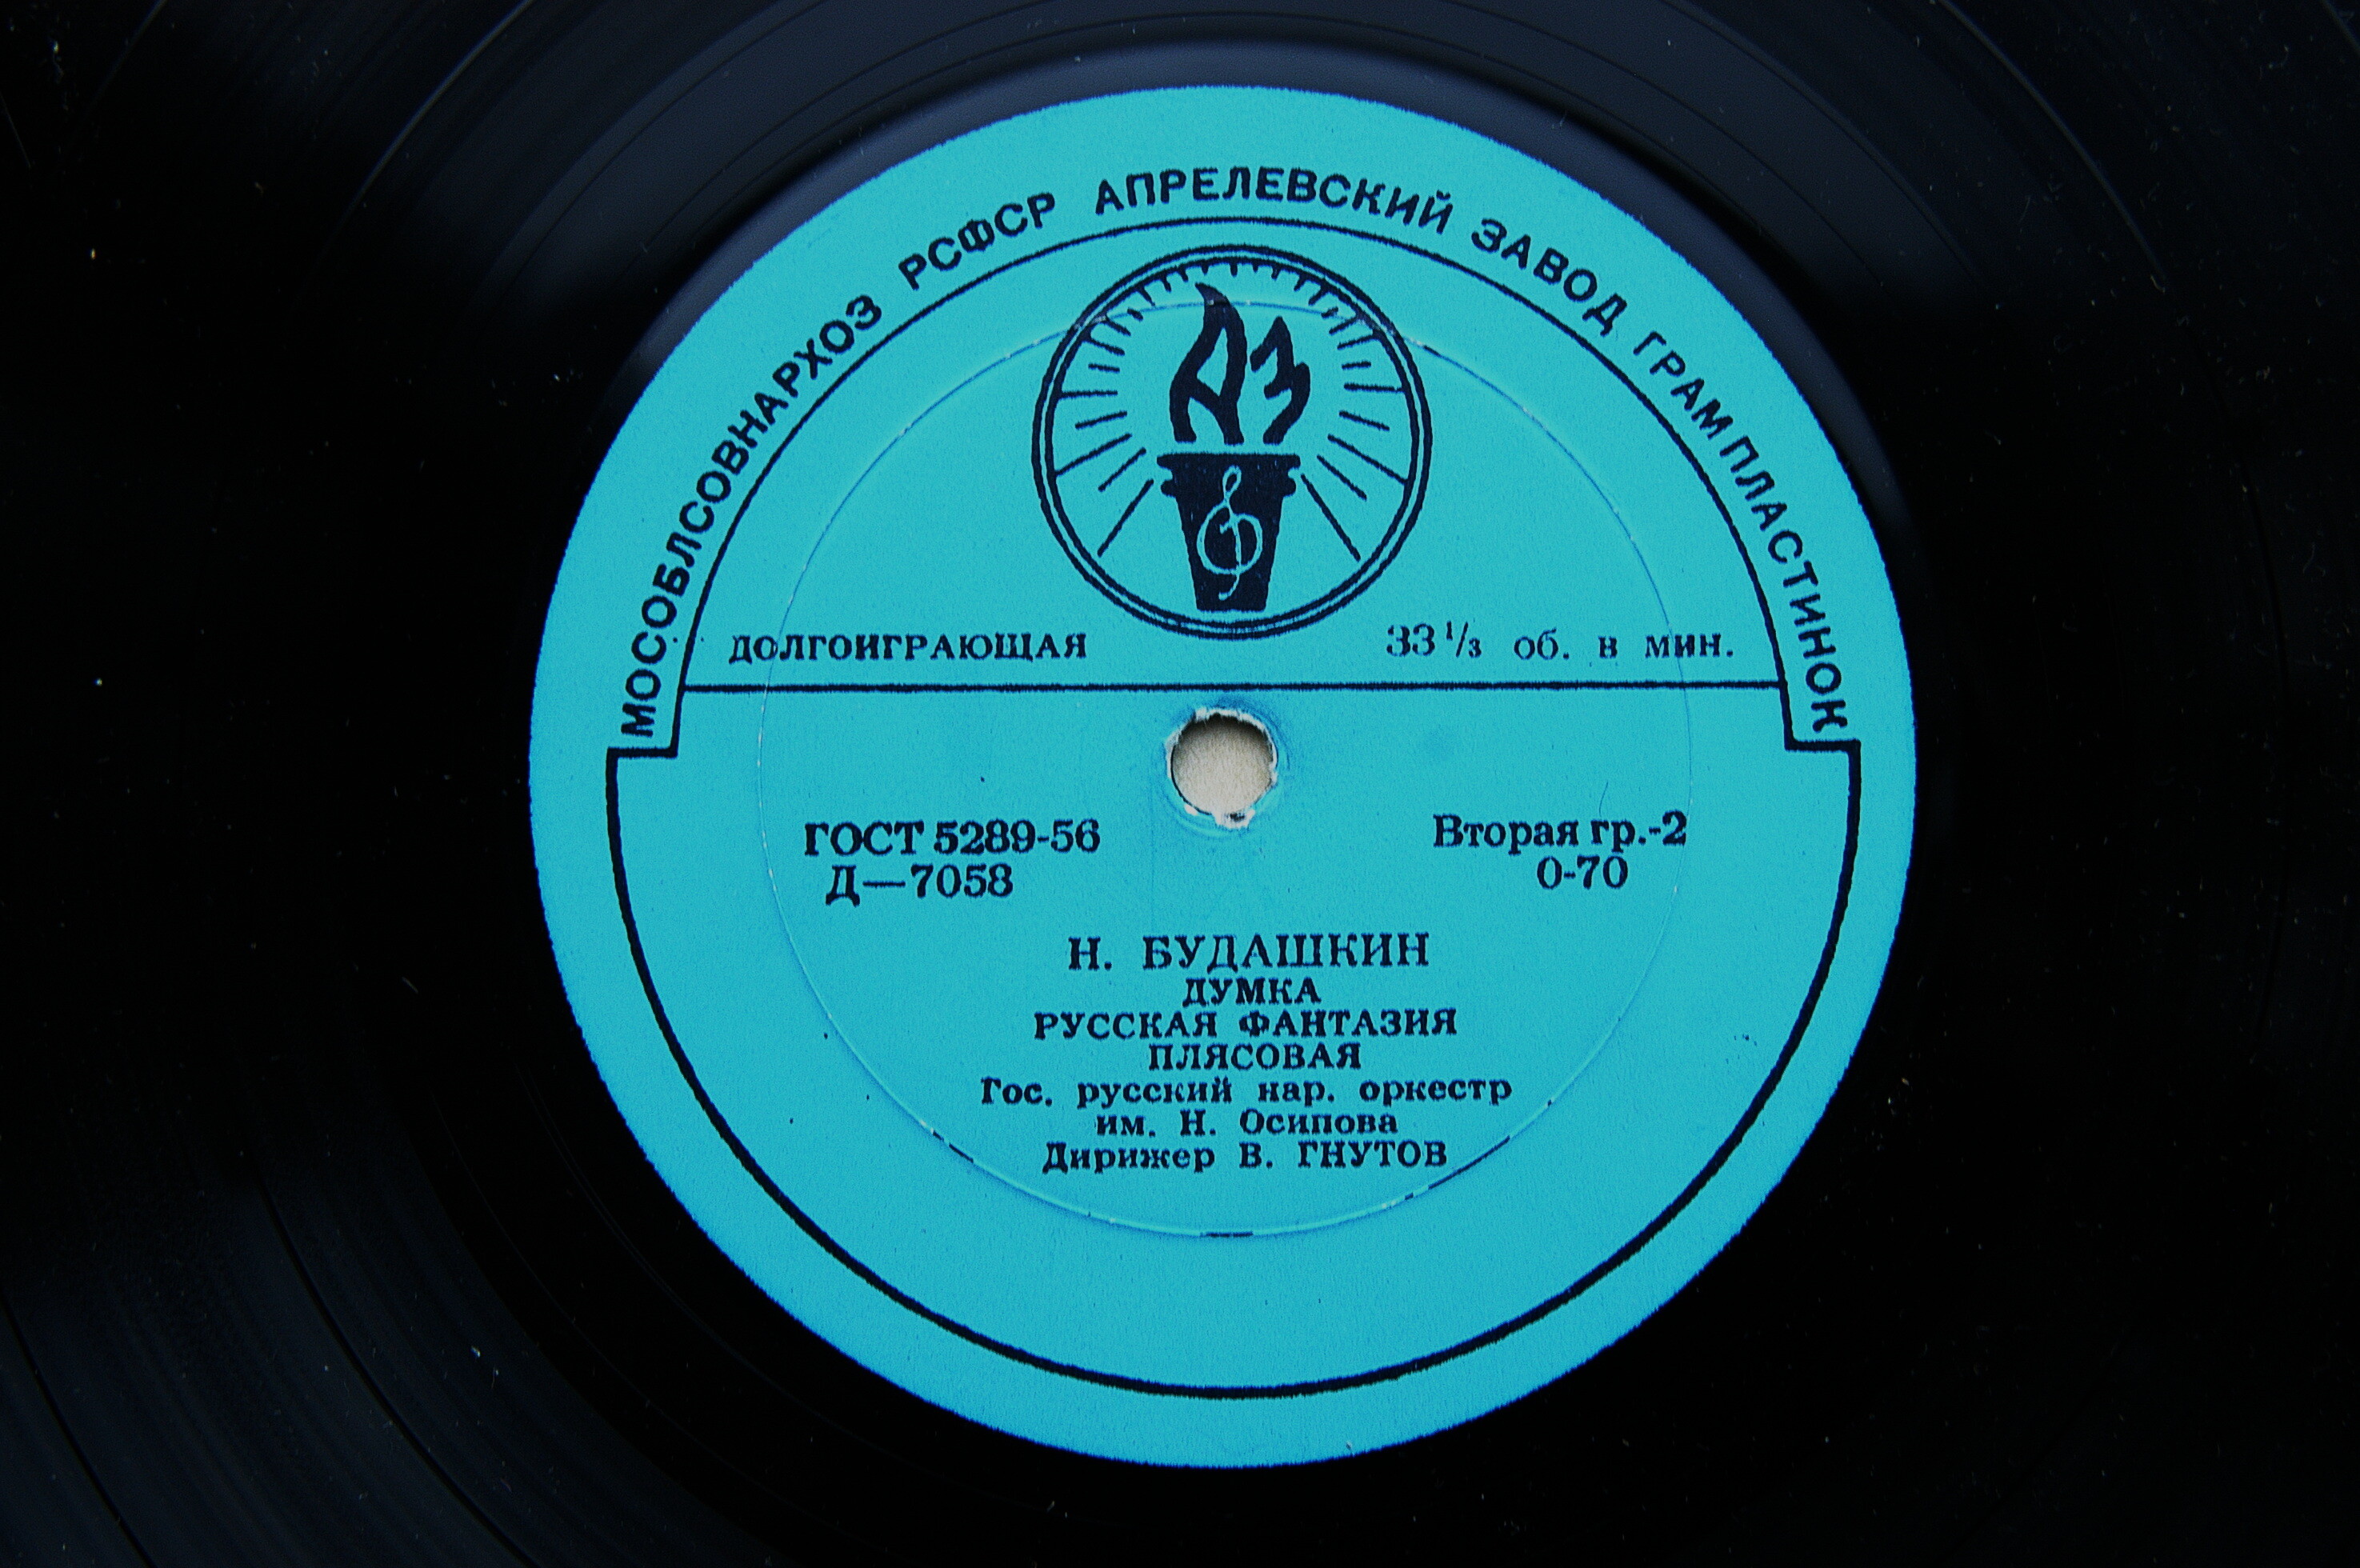 МОСОБЛСОВНАРХОЗ РСФСР АПРЕЛЕВСКИЙ ЗАВОД ГРАМПЛАСТИНОК
АЗ
ДОЛГОИГРАЮЩАЯ 33 1/3 об. в мин.
ГОСТ 5289-56 Вторая гр.-2
Д—7058 0-70
Н. БУДАШКИН
ДУМКА
РУССКАЯ ФАНТАЗИЯ
ПЛЯСОВАЯ
Гос. русский нар. оркестр
им. Н. Осипова
Дирижер В. ГНУТОВ